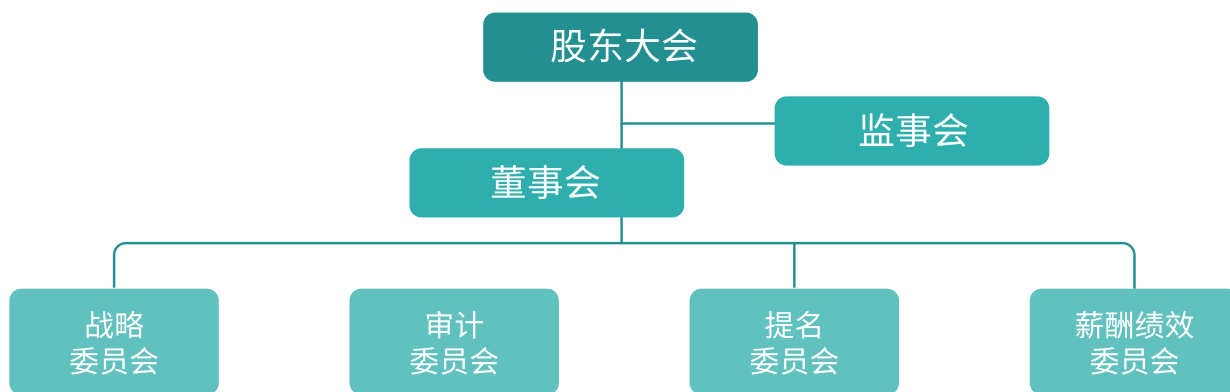 股东大会
监事会
董事会
战略
委员会
审计
委员会
提名
委员会
薪酬绩效
委员会